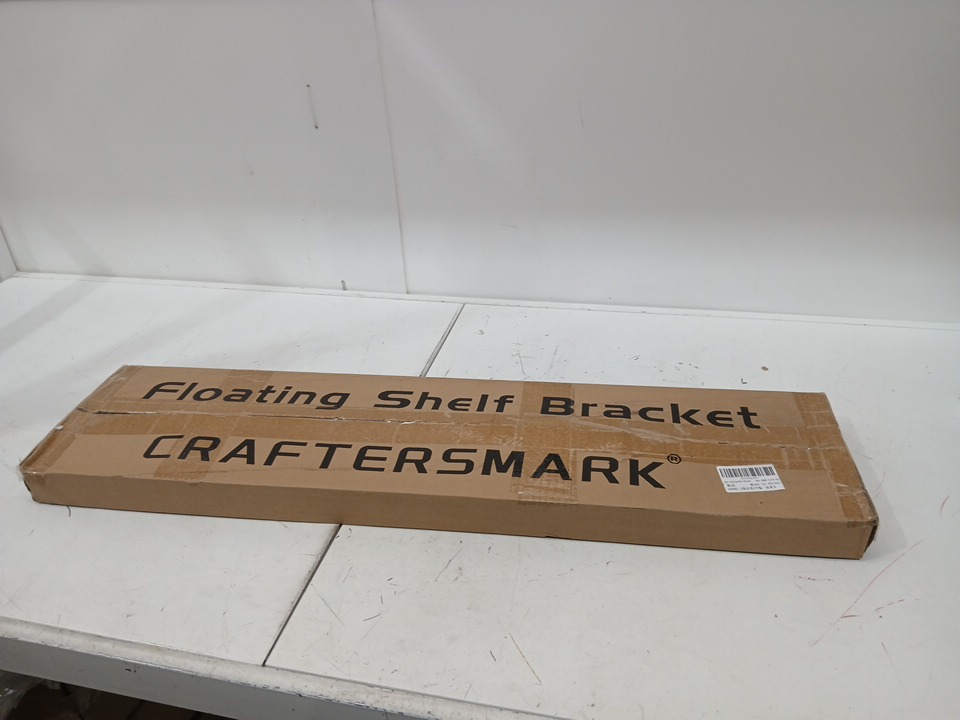 Floating Shelf Bracket
CRAFTERSMARK®